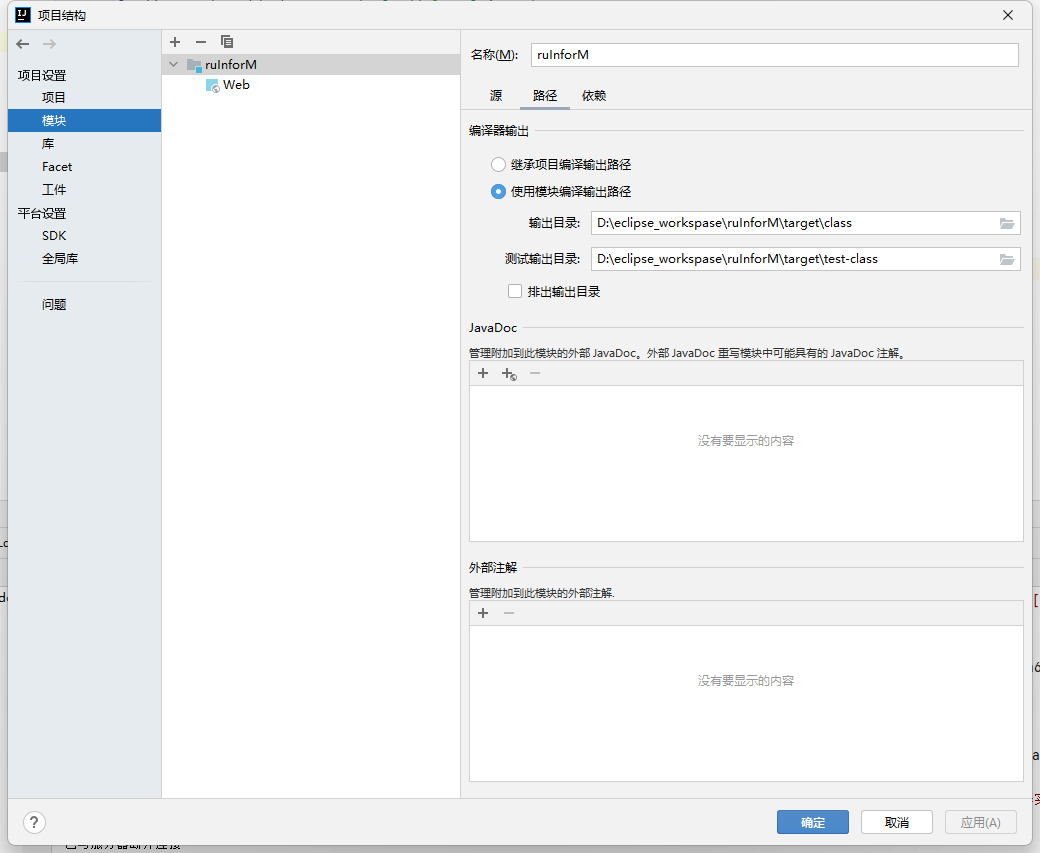 项目结构
项目设置
项目
模块
库
Facet
工件
平台设置
SDK
全局库
问题
ruInforM
Web
名称(M): ruInforM
源 路径 依赖
编译器输出
继承项目编译输出路径
使用模块编译输出路径
输出目录: D:\eclipse_workspase\ruInforM\target\class
测试输出目录: D:\eclipse_workspase\ruInforM\target\test-class
排出输出目录
JavaDoc
管理附加到此模块的外部 JavaDoc。外部 JavaDoc 重写模块中可能具有的 JavaDoc 注解。
没有要显示的内容
外部注解
管理附加到此模块的外部注解.
没有要显示的内容
? 确定 取消 应用(A)